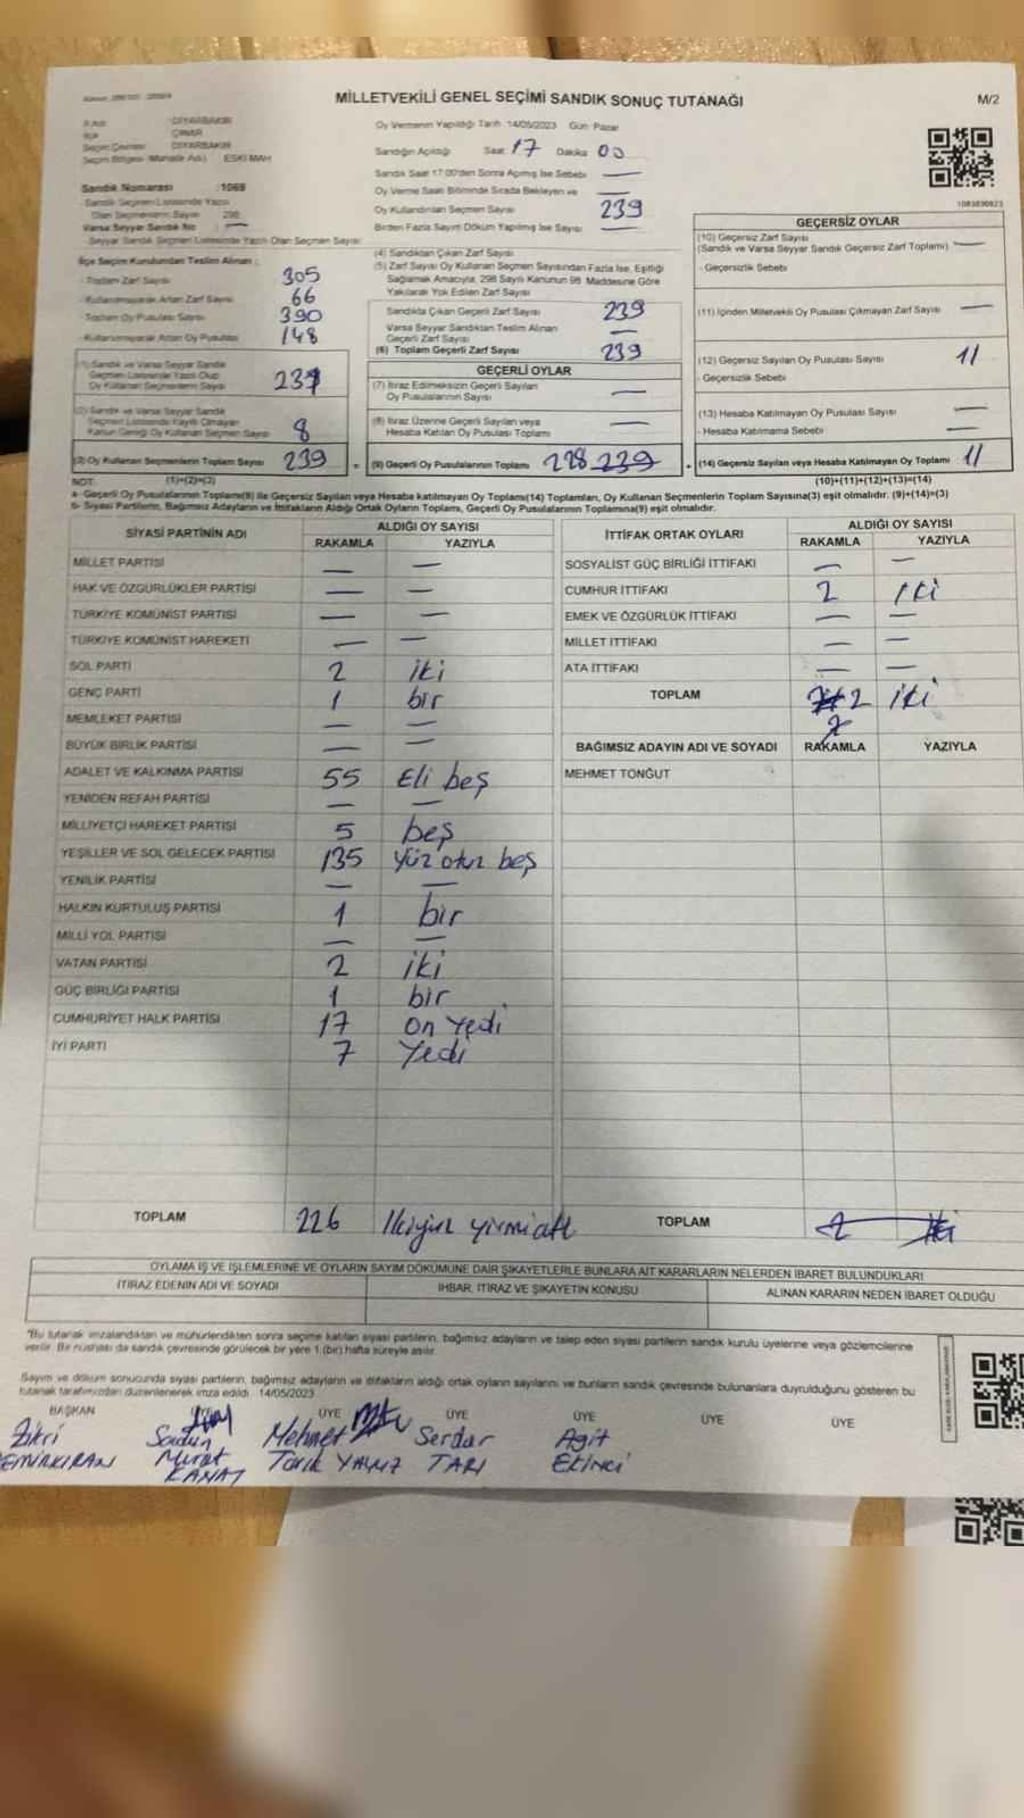 MİLLETVEKİLİ GENEL SEÇİMİ SANDIK SONUÇ TUTANAĞI
M/2
DİYARBAKIR
ÇINAR
DİYARBAKIR
ESKİ MAH
Oy Vermenin Yapıldığı Tarih 14/05/2023 Gün Pazar
Sandığın Açıldığı Saat 17 Dakika 00
Sandık Saat 17:00'den Sonra Açılmış İse Sebebi —
Oy Verme Saati Bitiminde Sırada Bekleyen ve —
Oy Kullandırılan Seçmen Sayısı 239
Birden Fazla Sayım Döküm Yapılmış İse Sayısı —
1083890823
Sandık Numarası :1069
Sandık Seçmen Listesinde Yazılı
Olan Seçmenlerin Sayısı 298
Varsa Seyyar Sandık No : —
Seyyar Sandık Seçmen Listesinde Yazılı Olan Seçmen Sayısı
İlçe Seçim Kurulundan Teslim Alınan :
- Toplam Zarf Sayısı 305
- Kullanılmayarak Artan Zarf Sayısı 66
Toplam Oy Pusulası Sayısı 390
- Kullanılmayarak Artan Oy Pusulası 148
(1) Sandık ve Varsa Seyyar Sandık
Seçmen Listesinde Yazılı Olup
Oy Kullanan Seçmenlerin Sayısı
(2) Sandık ve Varsa Seyyar Sandık
Seçmen Listesinde Kayıtlı Olmayan
Kanun Gereği Oy Kullanan Seçmen Sayısı 8
(3) Oy Kullanan Seçmenlerin Toplam Sayısı 239
(4) Sandıktan Çıkan Zarf Sayısı
(5) Zarf Sayısı Oy Kullanan Seçmen Sayısından Fazla İse, Eşitliği
Sağlamak Amacıyla, 298 Sayılı Kanunun 98 Maddesine Göre
Yakılarak Yok Edilen Zarf Sayısı
Sandıkta Çıkan Geçerli Zarf Sayısı 239
Varsa Seyyar Sandıktan Teslim Alınan
Geçerli Zarf Sayısı —
(6) Toplam Geçerli Zarf Sayısı 239
GEÇERLİ OYLAR
(7) İtiraz Edilmeksizin Geçerli Sayılan
Oy Pusulalarının Sayısı —
(8) İtiraz Üzerine Geçerli Sayılan veya
Hesaba Katılan Oy Pusulası Toplamı —
(9) Geçerli Oy Pusulalarının Toplamı 228 239
GEÇERSİZ OYLAR
(10) Geçersiz Zarf Sayısı
(Sandık ve Varsa Seyyar Sandık Geçersiz Zarf Toplamı) —
- Geçersizlik Sebebi
(11) İçinden Milletvekili Oy Pusulası Çıkmayan Zarf Sayısı —
(12) Geçersiz Sayılan Oy Pusulası Sayısı 11
- Geçersizlik Sebebi
(13) Hesaba Katılmayan Oy Pusulası Sayısı —
- Hesaba Katılmama Sebebi —
(14) Geçersiz Sayılan veya Hesaba Katılmayan Oy Toplamı 11
NOT: (1)+(2)=(3)
(10)+(11)+(12)+(13)=(14)
a- Geçerli Oy Pusulalarının Toplamı(9) ile Geçersiz Sayılan veya Hesaba katılmayan Oy Toplamı(14) Toplamları, Oy Kullanan Seçmenlerin Toplam Sayısına(3) eşit olmalıdır. (9)+(14)=(3)
b- Siyasi Partilerin, Bağımsız Adayların ve İttifakların Aldığı Ortak Oyların Toplamı, Geçerli Oy Pusulalarının Toplamına(9) eşit olmalıdır.
SİYASİ PARTİNİN ADI ALDIĞI OY SAYISI
RAKAMLA YAZIYLA
MİLLET PARTİSİ — —
HAK VE ÖZGÜRLÜKLER PARTİSİ — —
TÜRKİYE KOMÜNİST PARTİSİ — —
TÜRKİYE KOMÜNİST HAREKETİ — —
SOL PARTİ 2 iki
GENÇ PARTİ 1 bir
MEMLEKET PARTİSİ — —
BÜYÜK BİRLİK PARTİSİ — —
ADALET VE KALKINMA PARTİSİ 55 Eli beş
YENİDEN REFAH PARTİSİ — —
MİLLİYETÇİ HAREKET PARTİSİ 5 beş
YEŞİLLER VE SOL GELECEK PARTİSİ 135 yüz otuz beş
YENİLİK PARTİSİ — —
HALKIN KURTULUŞ PARTİSİ 1 bir
MİLLİ YOL PARTİSİ — —
VATAN PARTİSİ 2 iki
GÜÇ BİRLİĞİ PARTİSİ 1 bir
CUMHURİYET HALK PARTİSİ 17 on yedi
İYİ PARTİ 7 Yedi
TOPLAM 226 İkiyüz yirmi altı
İTTİFAK ORTAK OYLARI ALDIĞI OY SAYISI
RAKAMLA YAZIYLA
SOSYALİST GÜÇ BİRLİĞİ İTTİFAKI — —
CUMHUR İTTİFAKI 2 iki
EMEK VE ÖZGÜRLÜK İTTİFAKI — —
MİLLET İTTİFAKI — —
ATA İTTİFAKI — —
TOPLAM 2 iki
BAĞIMSIZ ADAYIN ADI VE SOYADI RAKAMLA YAZIYLA
MEHMET TONĞUT
TOPLAM 2 iki
OYLAMA İŞ VE İŞLEMLERİNE VE OYLARIN SAYIM DÖKÜMÜNE DAİR ŞİKAYETLERLE BUNLARA AİT KARARLARIN NELERDEN İBARET BULUNDUKLARI
İTİRAZ EDENİN ADI VE SOYADI İHBAR, İTİRAZ VE ŞİKAYETİN KONUSU ALINAN KARARIN NEDEN İBARET OLDUĞU
"Bu tutanak imzalandıktan ve mühürlendikten sonra seçime katılan siyasi partilerin, bağımsız adayların ve talep eden siyasi partilerin sandık kurulu üyelerine veya gözlemcilerine
verilir. Bir nüshası da sandık çevresinde görülecek bir yere 1 (bir) hafta süreyle asılır.
Sayım ve döküm sonucunda siyasi partilerin, bağımsız adayların ve ittifakların aldığı ortak oyların sayılarını ve bunların sandık çevresinde bulunanlara duyrulduğunu gösteren bu
tutanak tarafımızdan düzenlenerek imza edildi. 14/05/2023
BAŞKAN ÜYE ÜYE ÜYE ÜYE ÜYE
Zikri Sadun Mehmet Serdar Agit
Murat Tarık YALNIZ TARI EKİNCİ
KANAT